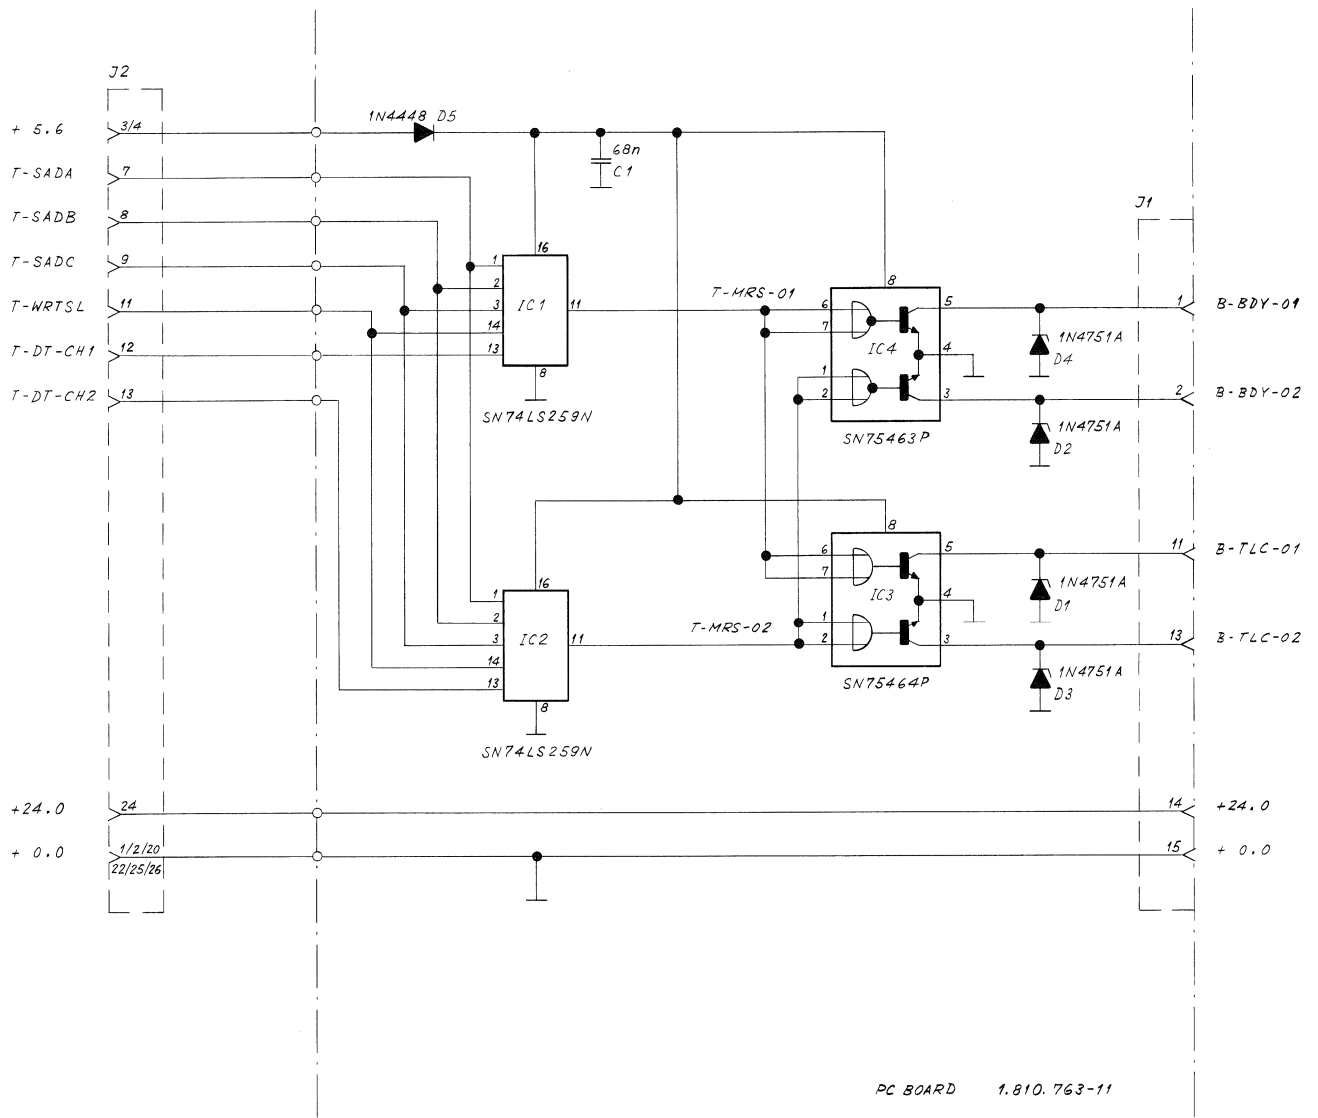 J2
1N4448 D5
+ 5.6
3/4
68n
C1
T-SADA
7
T-SADB
8
J1
T-SADC
9
16
1
2
3
14
13
IC1
11
8
SN74LS259N
T-WRTSL
11
T-DT-CH1
12
T-DT-CH2
13
T-MRS-01
8
6
7
1
2
IC4
5
4
3
SN75463P
1
B-BDY-01
1N4751A
D4
2
B-BDY-02
1N4751A
D2
16
1
2
3
14
13
IC2
11
8
SN74LS259N
T-MRS-02
8
6
7
1
2
IC3
5
4
3
SN75464P
11
B-TLC-01
1N4751A
D1
13
B-TLC-02
1N4751A
D3
+24.0
24
14
+24.0
+ 0.0
1/2/20
22/25/26
15
+ 0.0
PC BOARD 1.810.763-11